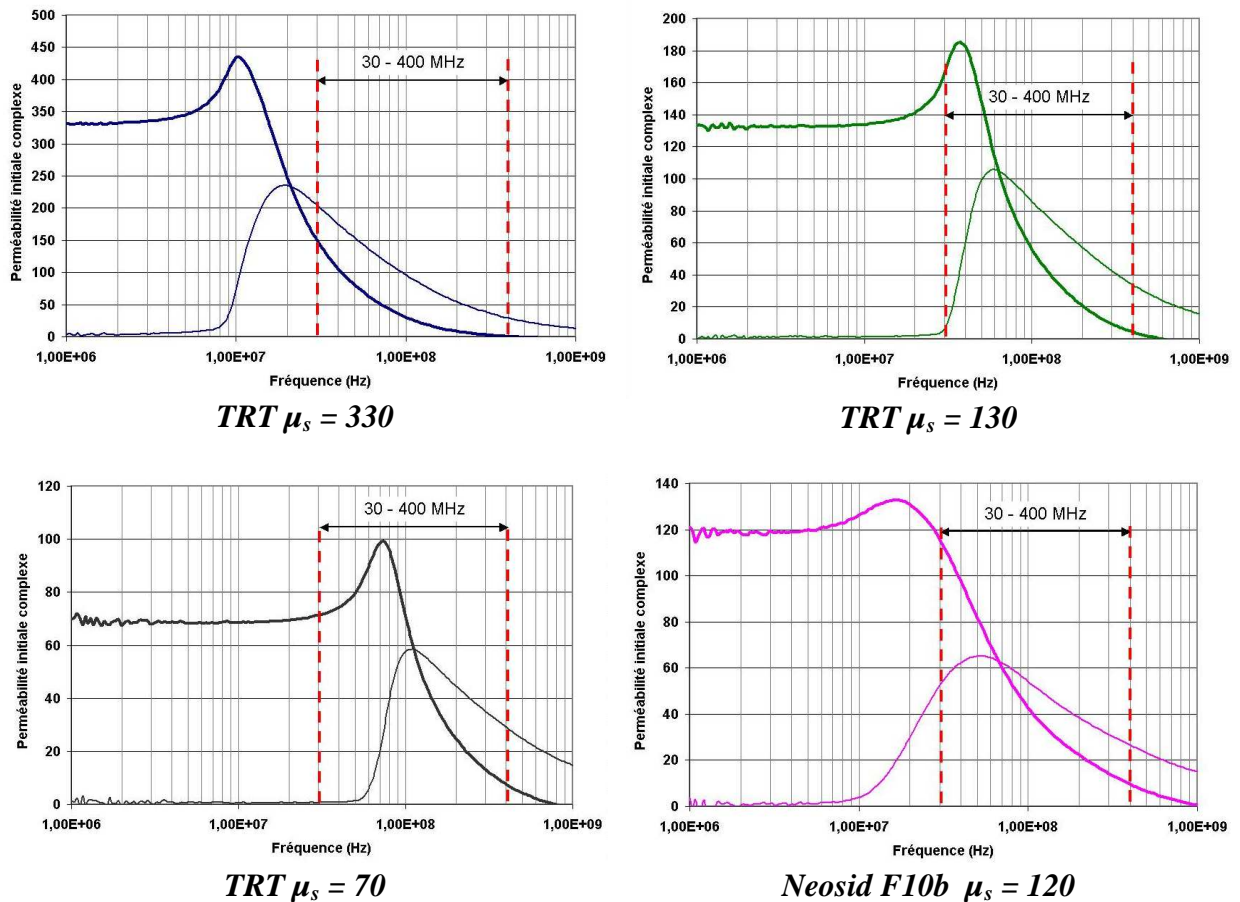 Perméabilité initiale complexe
500
450
400
350
300
250
200
150
100
50
0
30 - 400 MHz
1,00E+06
1,00E+07
1,00E+08
1,00E+09
Fréquence (Hz)
TRT μs = 330
Perméabilité initiale complexe
200
180
160
140
120
100
80
60
40
20
0
30 - 400 MHz
1,00E+06
1,00E+07
1,00E+08
1,00E+09
Fréquence (Hz)
TRT μs = 130
Perméabilité initiale complexe
120
100
80
60
40
20
0
30 - 400 MHz
1,00E+06
1,00E+07
1,00E+08
1,00E+09
Fréquence (Hz)
TRT μs = 70
Perméabilité initiale complexe
140
120
100
80
60
40
20
0
30 - 400 MHz
1,00E+06
1,00E+07
1,00E+08
1,00E+09
Fréquence (Hz)
Neosid F10b μs = 120